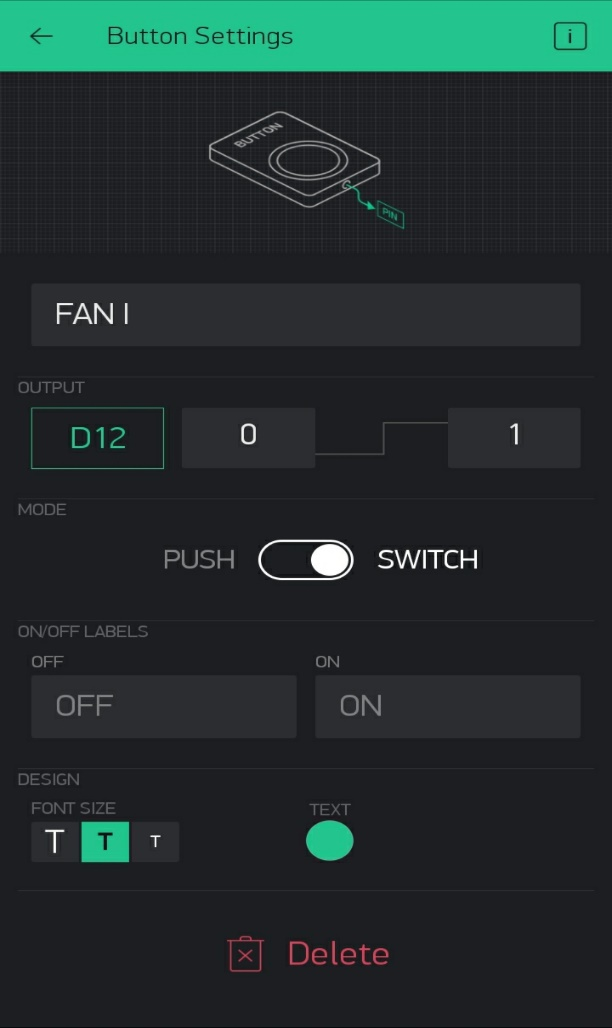 Button Settings
i
BUTTON
PIN
FAN I
OUTPUT
D12 0 1
MODE
PUSH SWITCH
ON/OFF LABELS
OFF ON
OFF ON
DESIGN
FONT SIZE TEXT
T T T
Delete